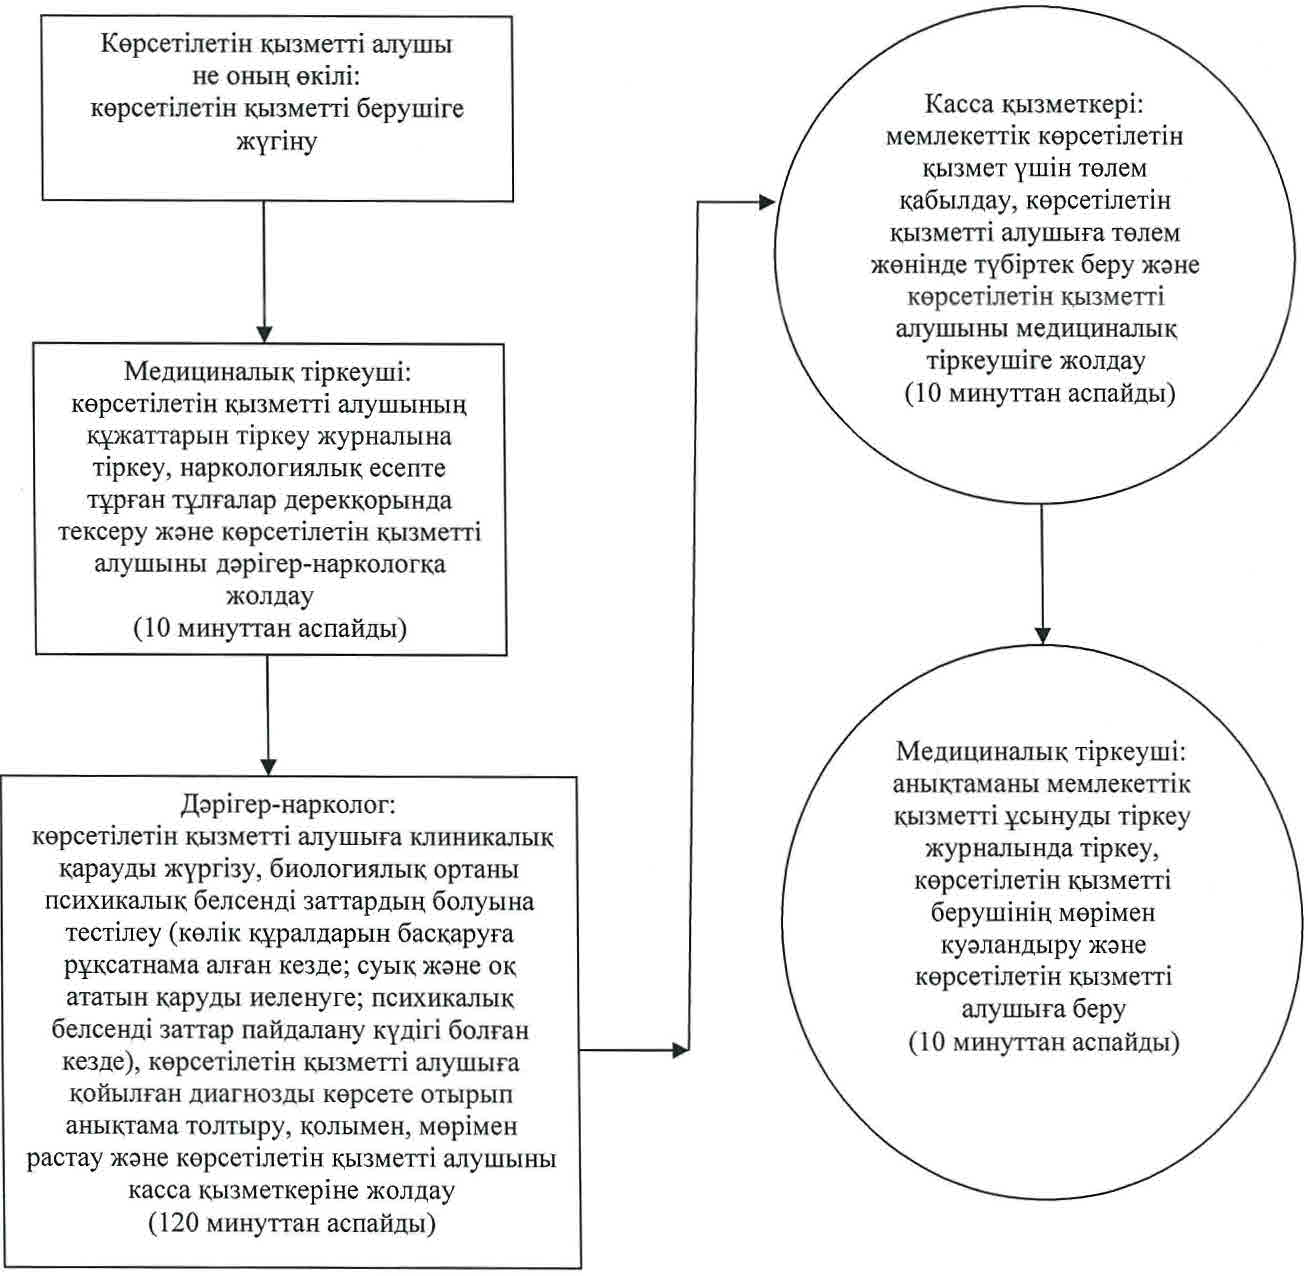 Көрсетілетін қызметті алушы
не оның өкілі:
көрсетілетін қызметті берушіге
жүгіну
Медициналық тіркеуші:
көрсетілетін қызметті алушының
құжаттарын тіркеу журналына
тіркеу, наркологиялық есепте
тұрған тұлғалар дерекқорында
тексеру және көрсетілетін қызметті
алушыны дәрігер-наркологқа
жолдау
(10 минуттан аспайды)
Дәрігер-нарколог:
көрсетілетін қызметті алушыға клиникалық
қарауды жүргізу, биологиялық ортаны
психикалық белсенді заттардың болуына
тестілеу (көлік құралдарын басқаруға
рұқсатнама алған кезде; суық және оқ
ататын қаруды иеленуге; психикалық
белсенді заттар пайдалану күдігі болған
кезде), көрсетілетін қызметті алушыға
қойылған диагнозды көрсете отырып
анықтама толтыру, қолымен, мөрімен
растау және көрсетілетін қызметті алушыны
касса қызметкеріне жолдау
(120 минуттан аспайды)
Касса қызметкері:
мемлекеттік көрсетілетін
қызмет үшін төлем
қабылдау, көрсетілетін
қызметті алушыға төлем
жөнінде түбіртек беру және
көрсетілетін қызметті
алушыны медициналық
тіркеушіге жолдау
(10 минуттан аспайды)
Медициналық тіркеуші:
анықтаманы мемлекеттік
қызметті ұсынуды тіркеу
журналында тіркеу,
көрсетілетін қызметті
берушінің мөрімен
куәландыру және
көрсетілетін қызметті
алушыға беру
(10 минуттан аспайды)